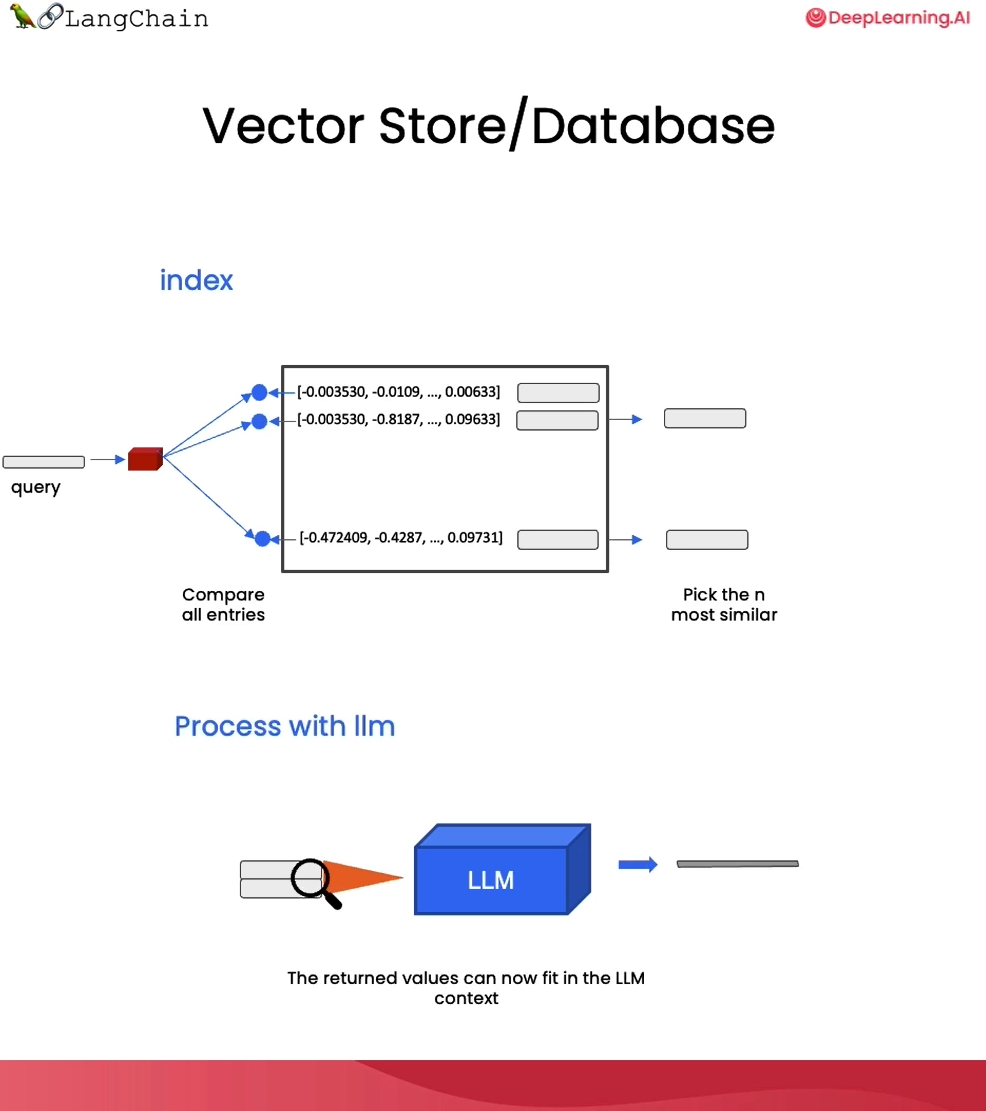 LangChain
DeepLearning.AI
Vector Store/Database
index
[-0.003530, -0.0109, ..., 0.00633]
[-0.003530, -0.8187, ..., 0.09633]
query
[-0.472409, -0.4287, ..., 0.09731]
Compare
all entries
Pick the n
most similar
Process with llm
LLM
The returned values can now fit in the LLM
context